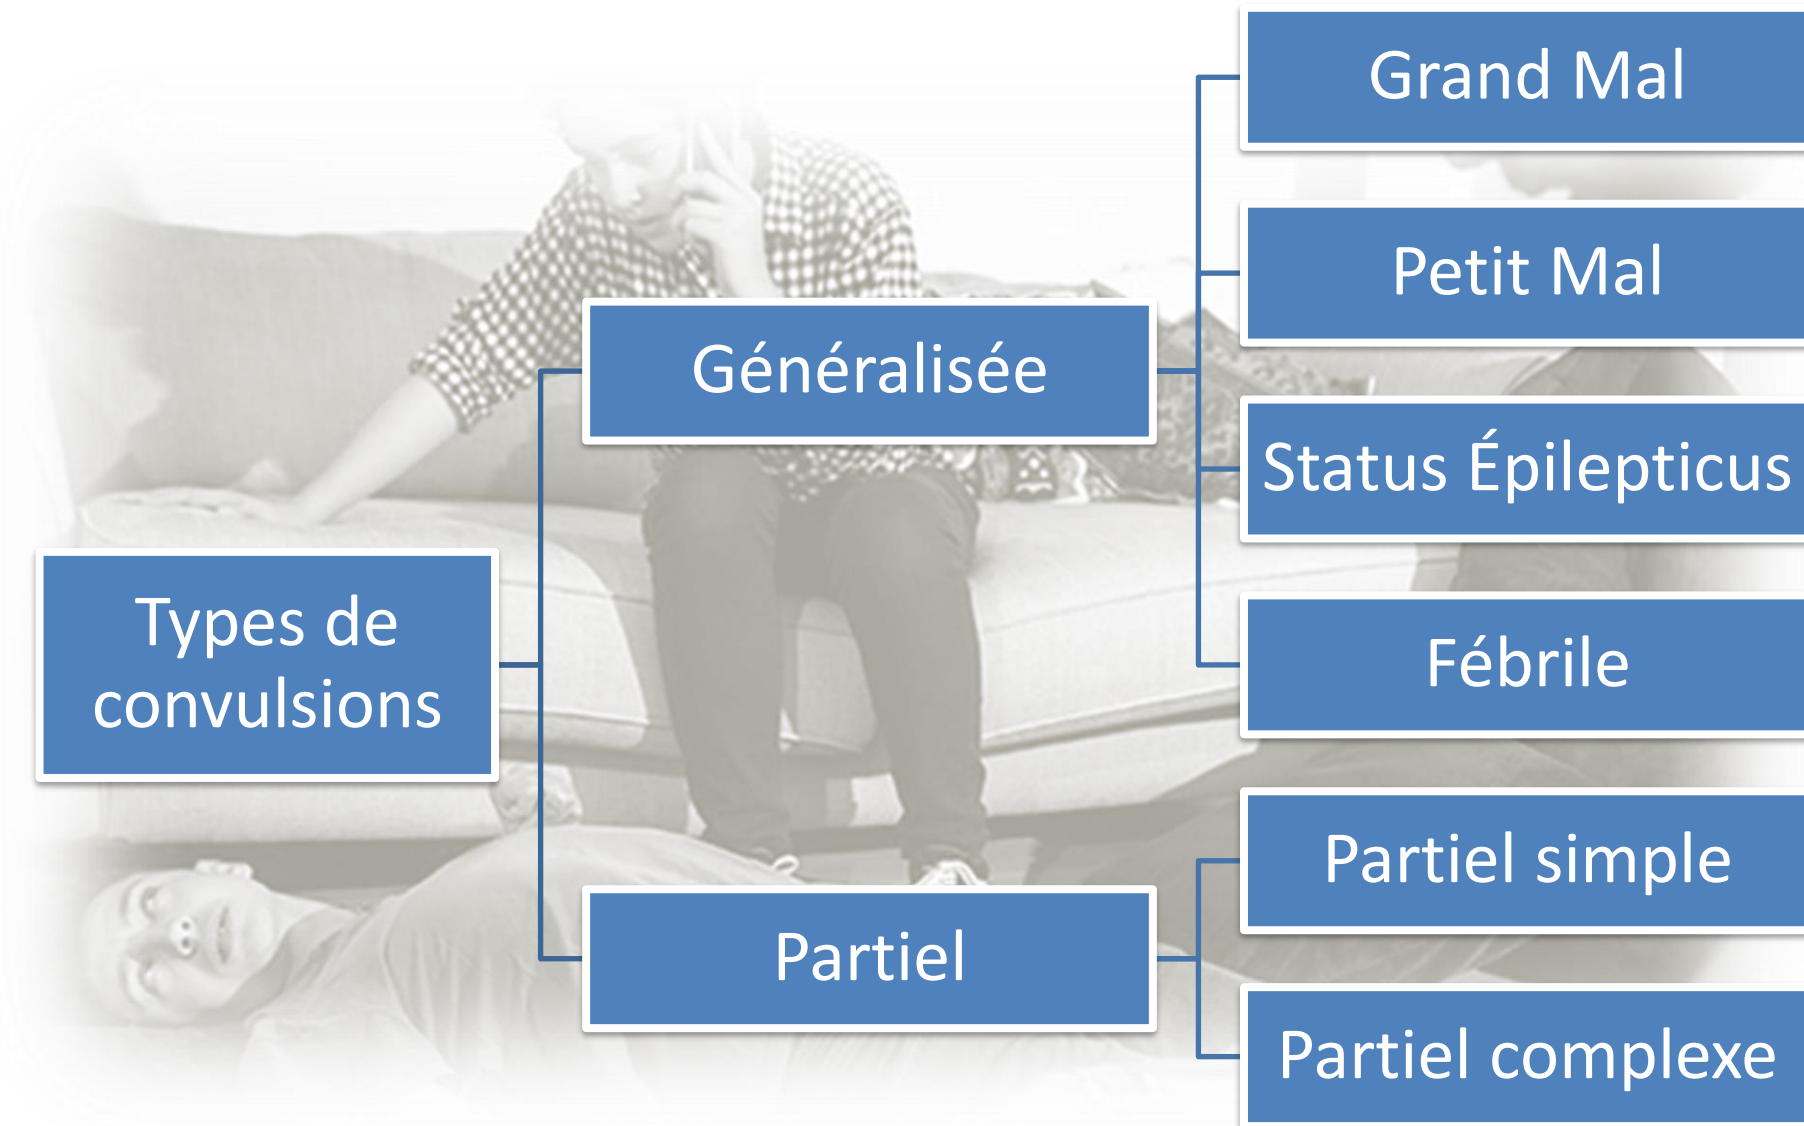 Types de
convulsions
Généralisée
Grand Mal
Petit Mal
Status Épilepticus
Fébrile
Partiel
Partiel simple
Partiel complexe